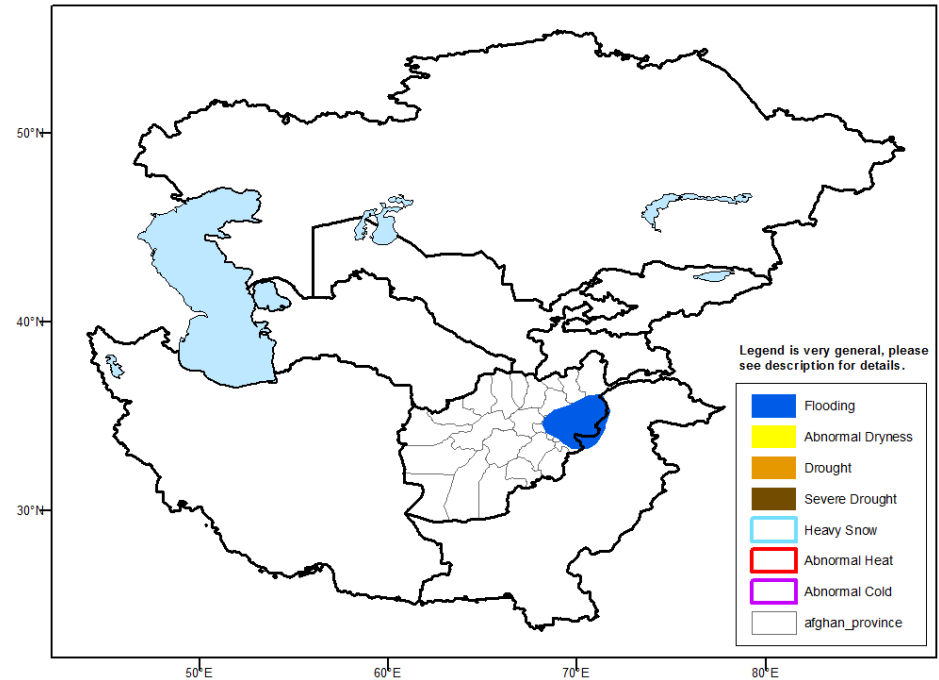 50°N
40°N
30°N
50°E
60°E
70°E
80°E
Legend is very general, please
see description for details.
Flooding
Abnormal Dryness
Drought
Severe Drought
Heavy Snow
Abnormal Heat
Abnormal Cold
afghan_province